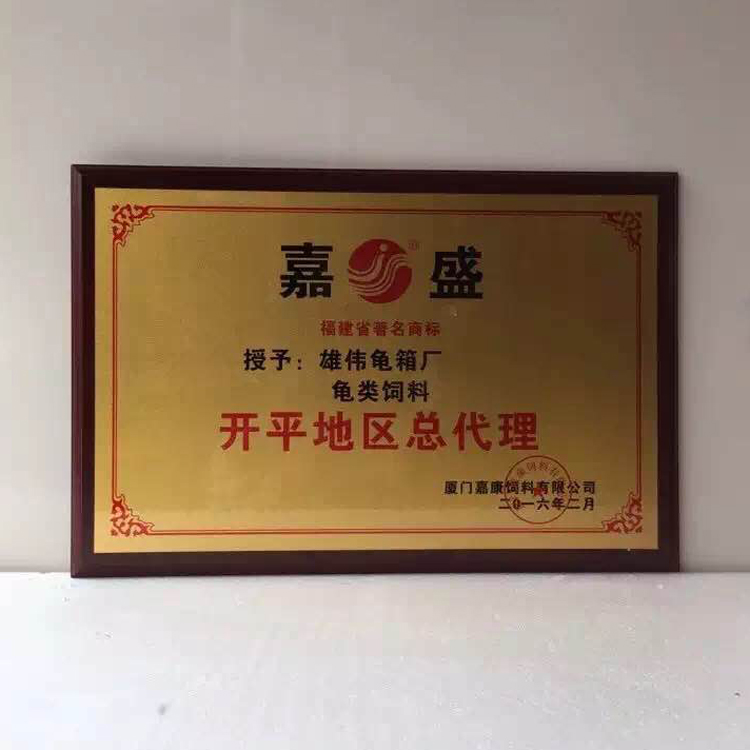 嘉盛
®
福建省著名商标
授予：雄伟龟箱厂
龟类饲料
开平地区总代理
厦门嘉康饲料有限公司
二0一六年二月